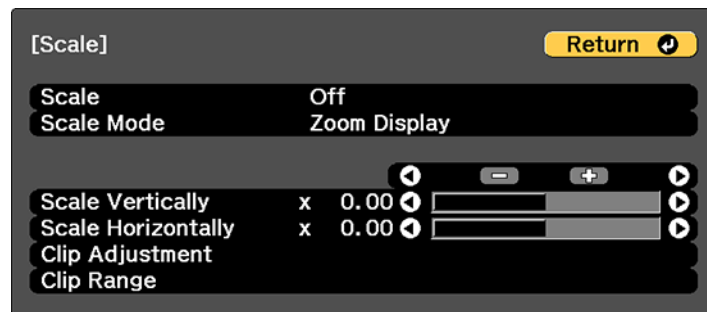 [Scale] Return
Scale Off
Scale Mode Zoom Display
− +
Scale Vertically x 0.00
Scale Horizontally x 0.00
Clip Adjustment
Clip Range